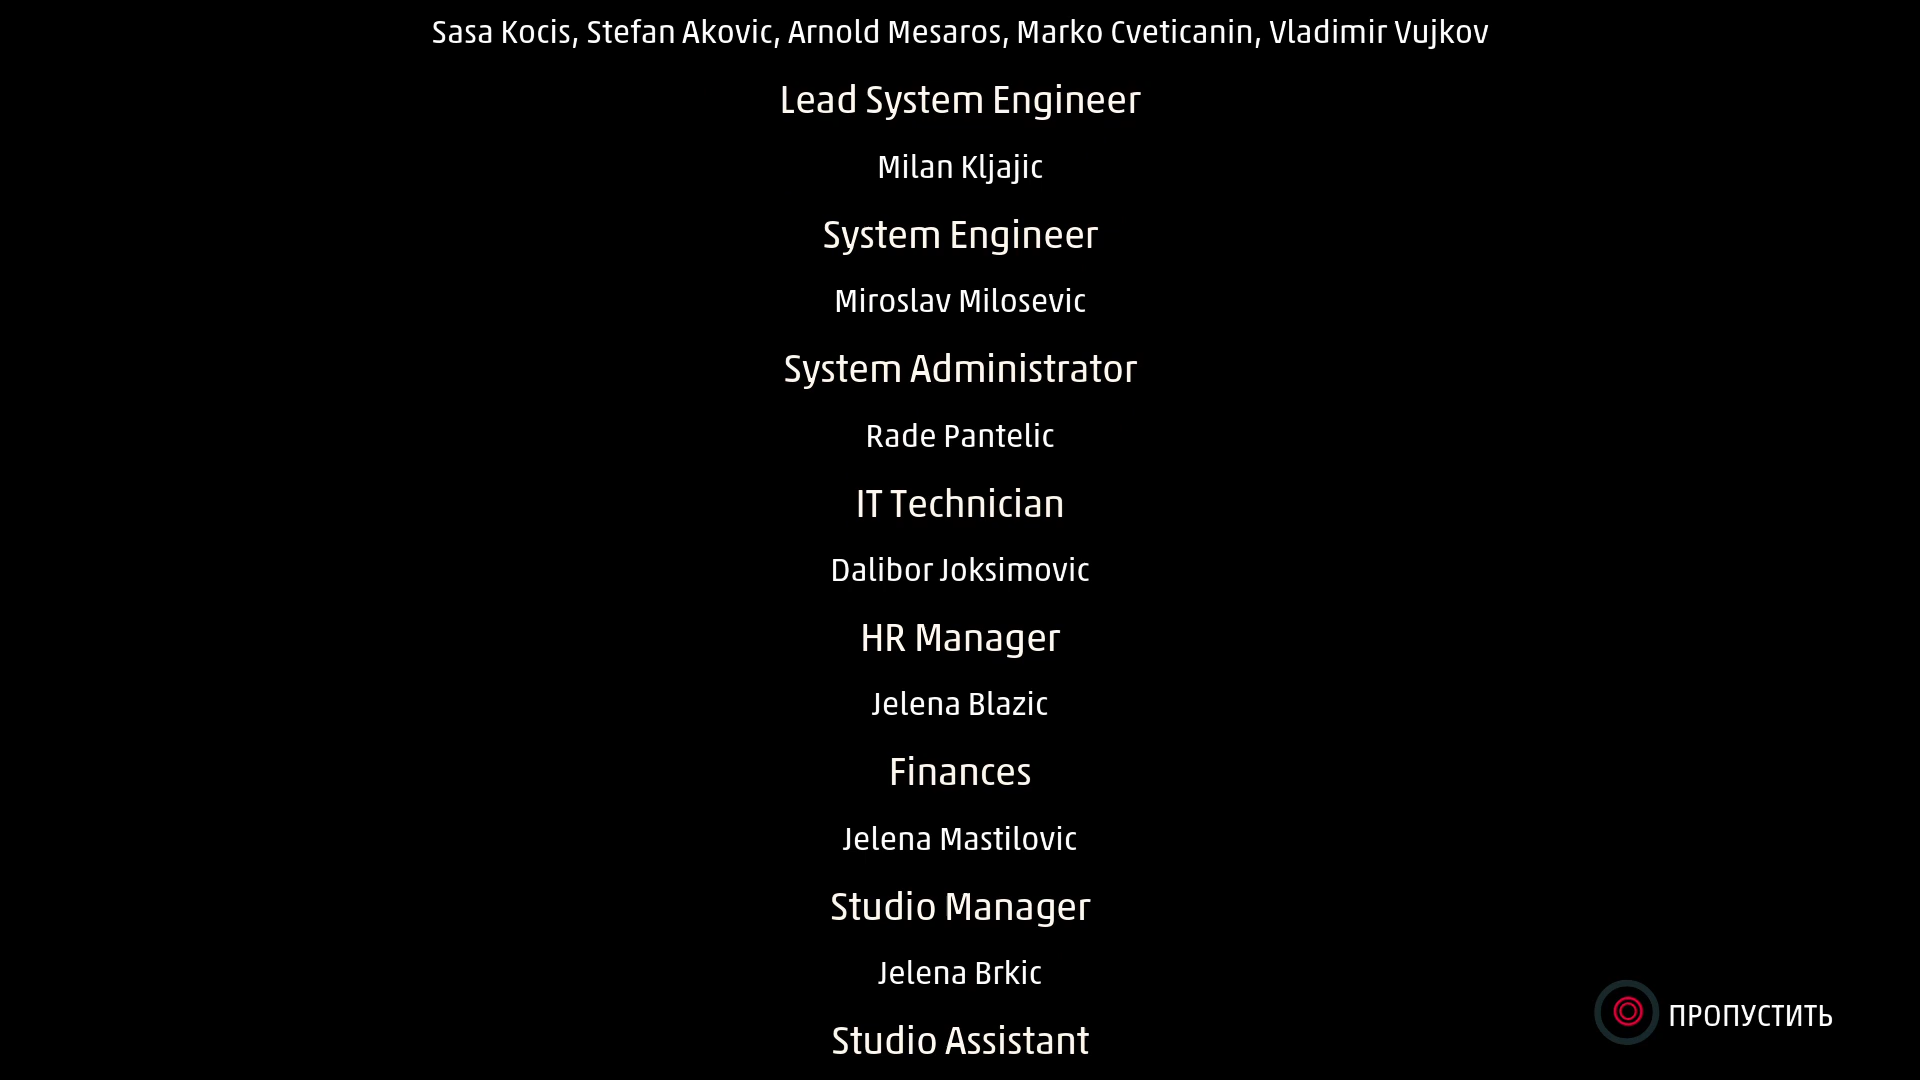 Sasa Kocis, Stefan Akovic, Arnold Mesaros, Marko Cveticanin, Vladimir Vujkov
Lead System Engineer
Milan Kljajic
System Engineer
Miroslav Milosevic
System Administrator
Rade Pantelic
IT Technician
Dalibor Joksimovic
HR Manager
Jelena Blazic
Finances
Jelena Mastilovic
Studio Manager
Jelena Brkic
Studio Assistant
ПРОПУСТИТЬ